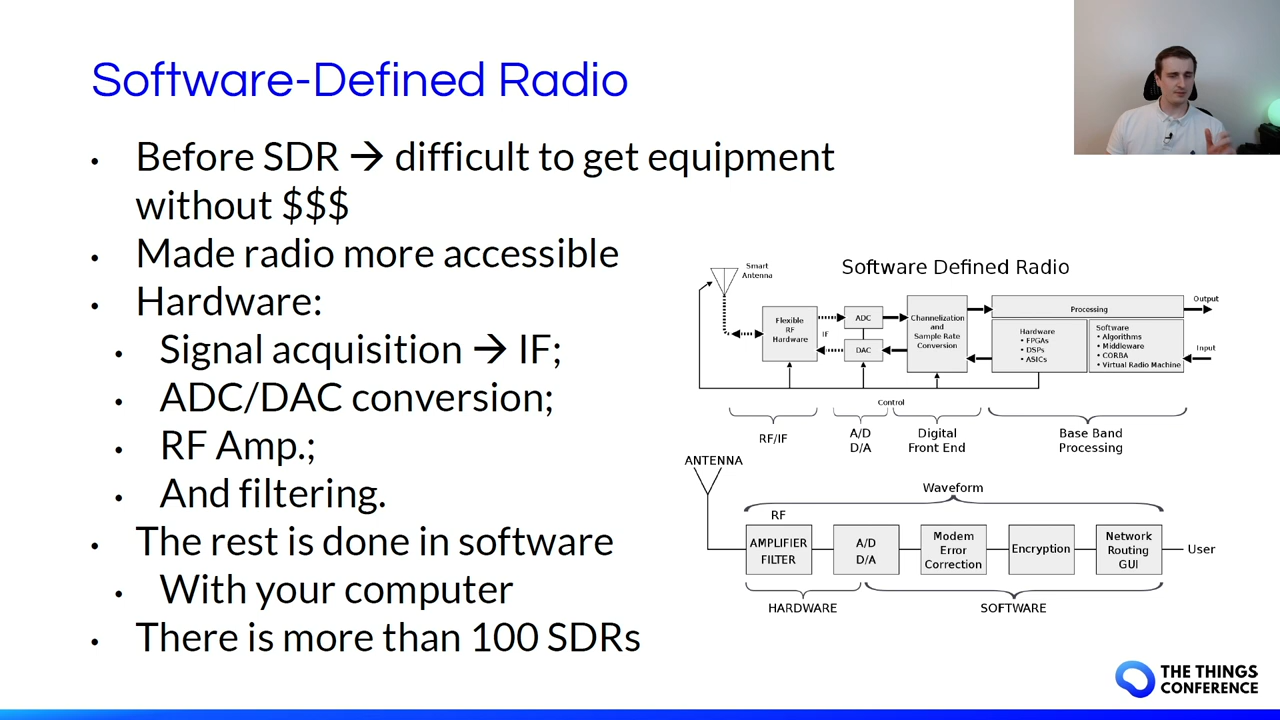 Software-Defined Radio
• Before SDR → difficult to get equipment
without $$$
• Made radio more accessible
• Hardware:
• Signal acquisition → IF;
• ADC/DAC conversion;
• RF Amp.;
• And filtering.
• The rest is done in software
• With your computer
• There is more than 100 SDRs
Software Defined Radio
Smart
Antenna
Flexible
RF
Hardware
IF
ADC
DAC
Channelization
and
Sample Rate
Conversion
Processing
Hardware
• FPGAs
• DSPs
• ASICs
Software
• Algorithms
• Middleware
• CORBA
• Virtual Radio Machine
Output
Input
Control
RF/IF
A/D
D/A
Digital
Front End
Base Band
Processing
ANTENNA
Waveform
RF
AMPLIFIER
FILTER
A/D
D/A
Modem
Error
Correction
Encryption
Network
Routing
GUI
User
HARDWARE
SOFTWARE
THE THINGS
CONFERENCE